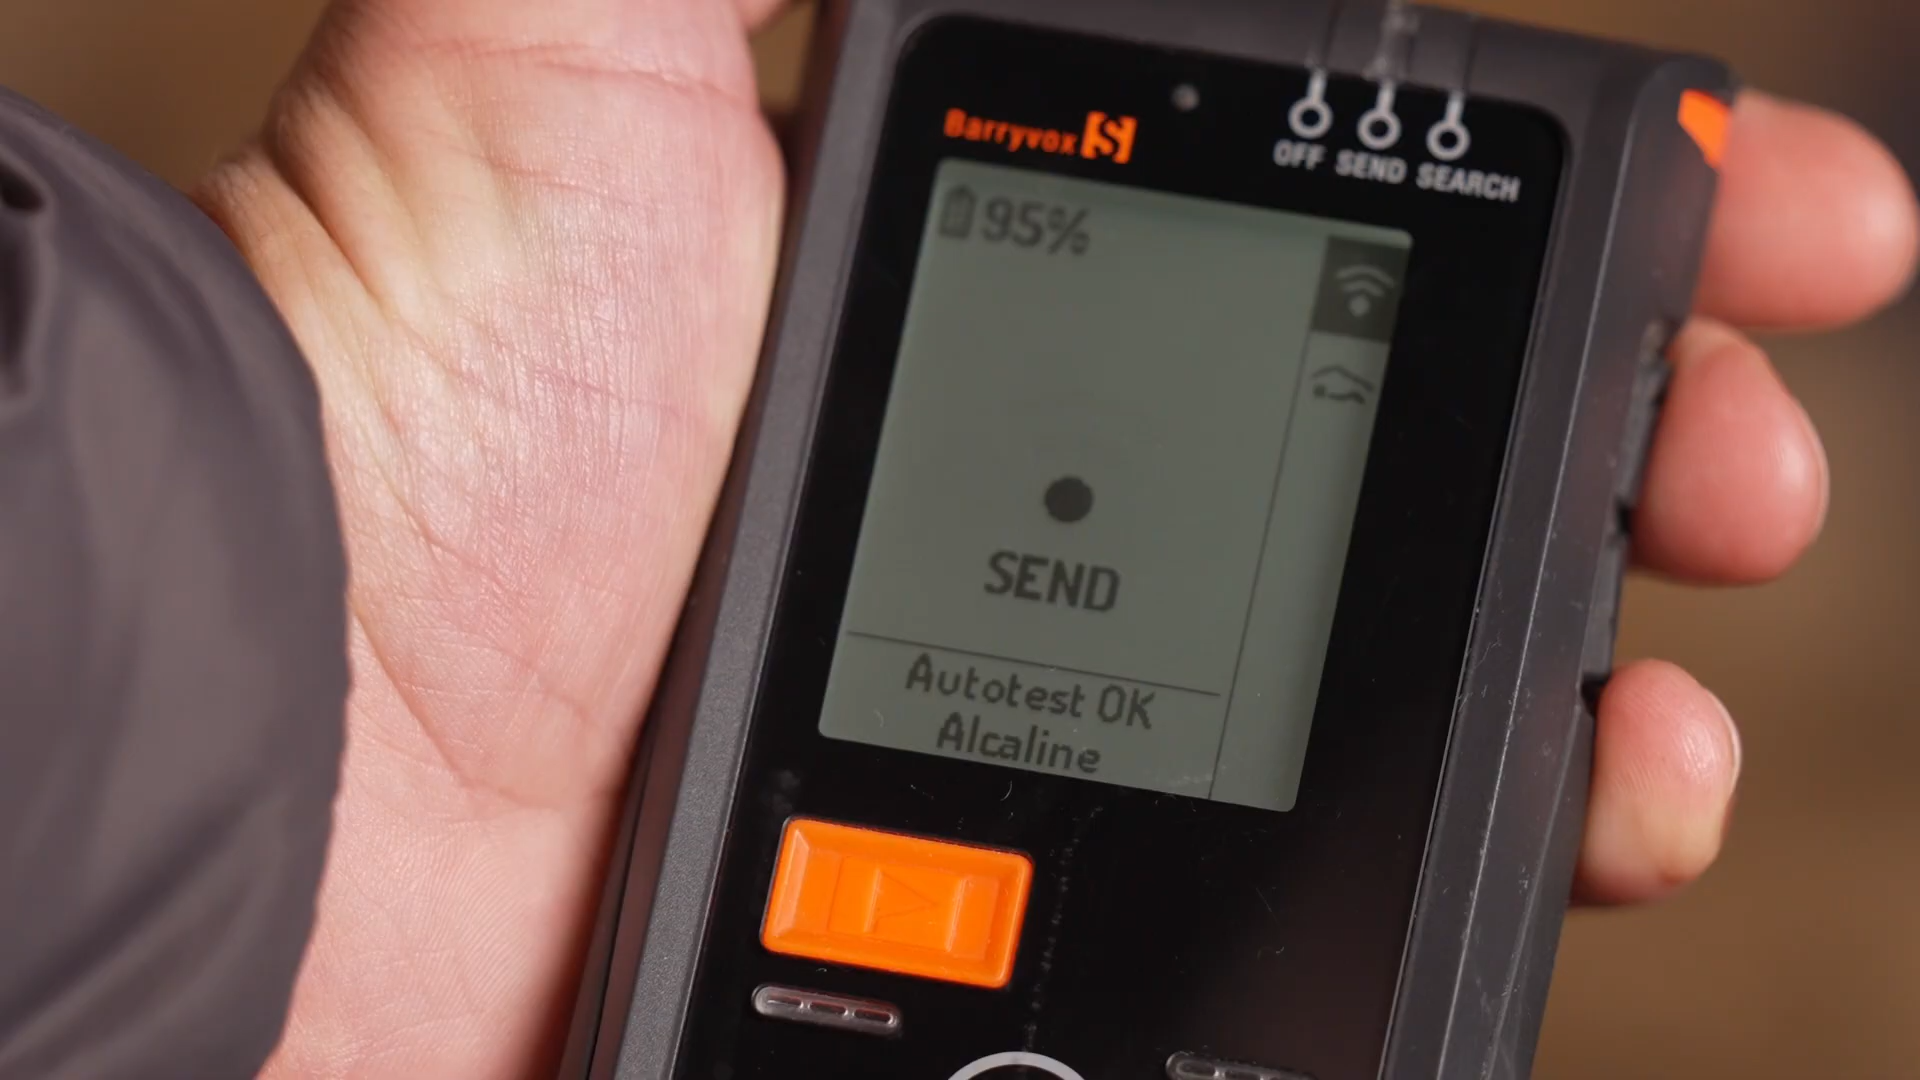 Barryvox S
OFF SEND SEARCH
95%
SEND
Autotest OK
Alcaline